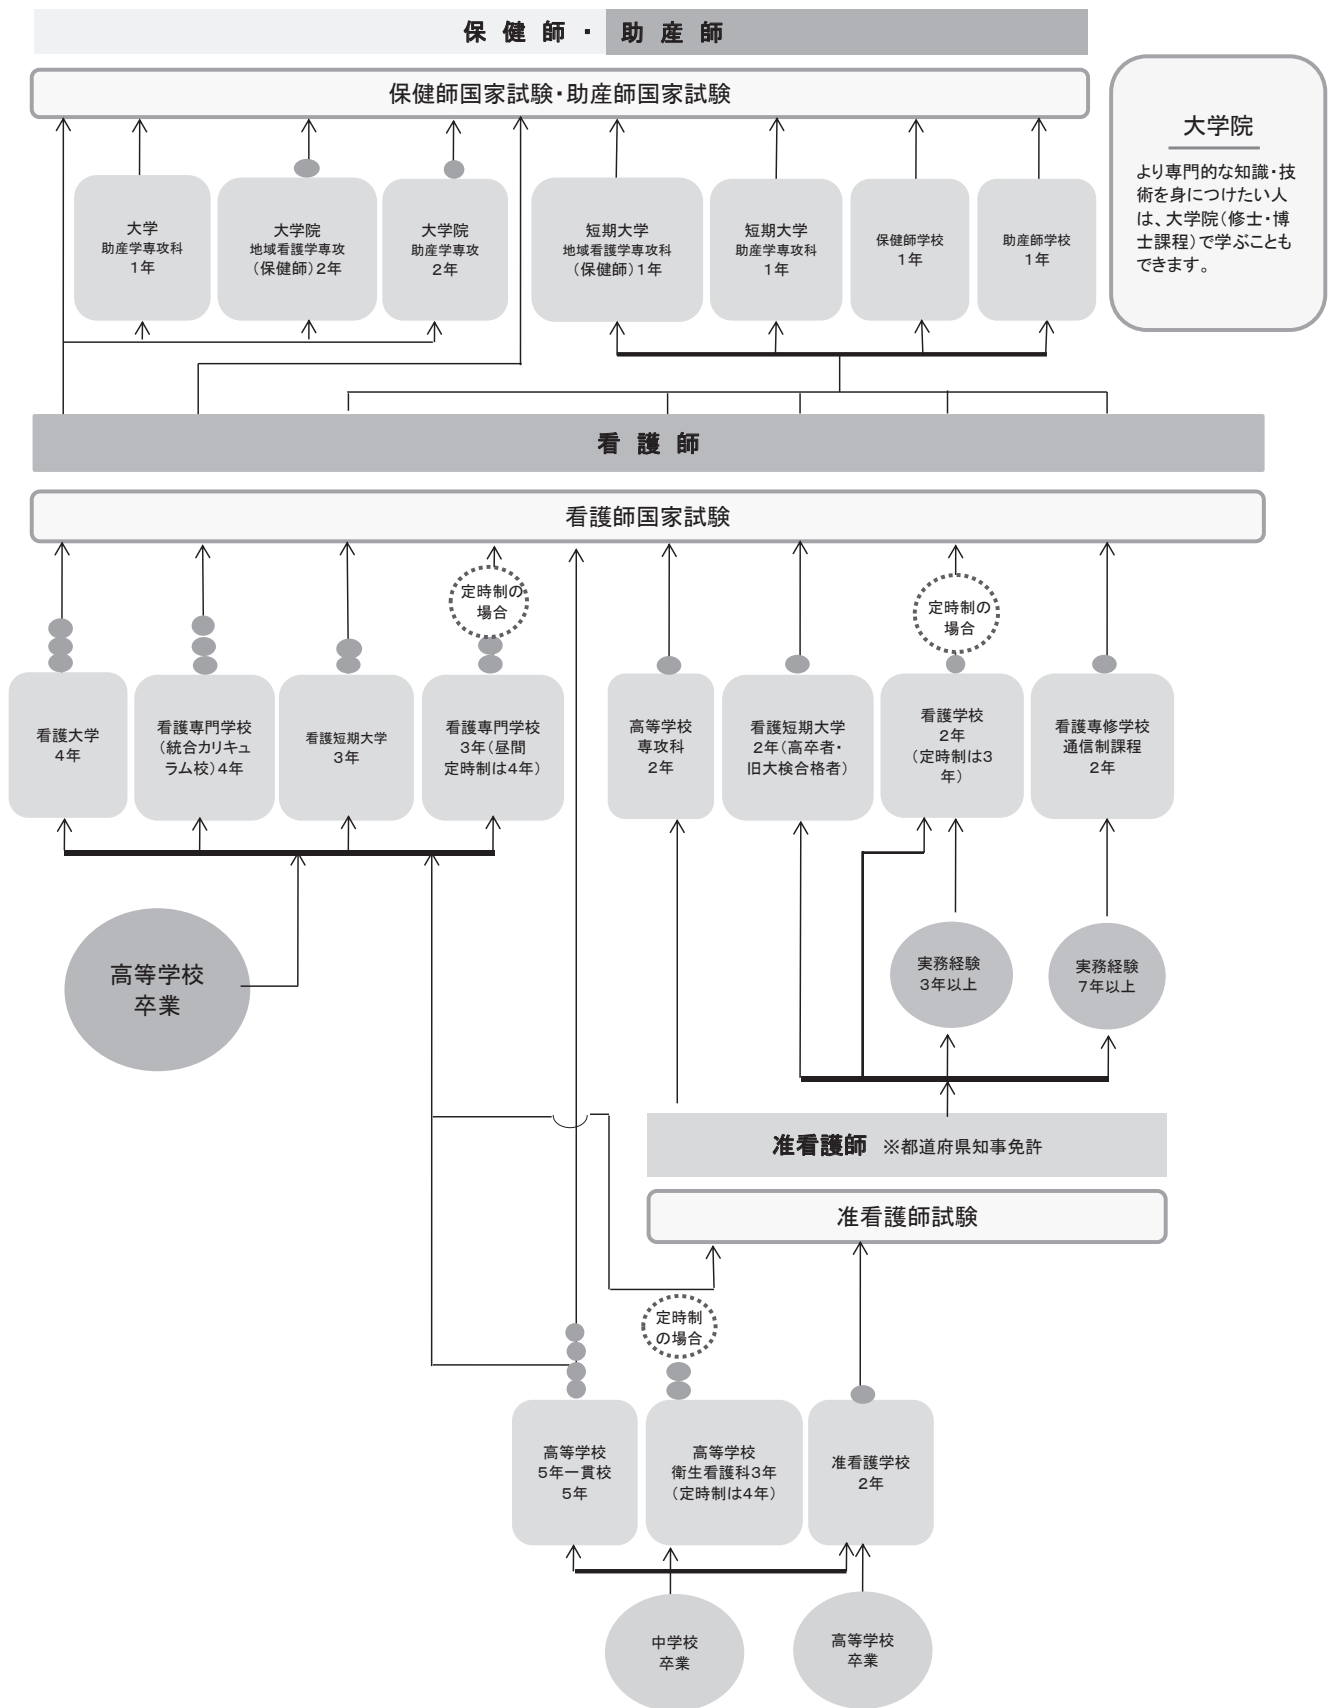 保健師・助産師
保健師国家試験・助産師国家試験
大学
助産学専攻科
1年
大学院
地域看護学専攻
(保健師)2年
大学院
助産学専攻
2年
短期大学
地域看護学専攻科
(保健師)1年
短期大学
助産学専攻科
1年
保健師学校
1年
助産師学校
1年
大学院
より専門的な知識・技
術を身につけたい人
は、大学院(修士・博
士課程)で学ぶことも
できます。
看護師
看護師国家試験
定時制の
場合
定時制の
場合
看護大学
4年
看護専門学校
(統合カリキュ
ラム校)4年
看護短期大学
3年
看護専門学校
3年(昼間
定時制は4年)
高等学校
専攻科
2年
看護短期大学
2年(高卒者・
旧大検合格者)
看護学校
2年
(定時制は3
年)
看護専修学校
通信制課程
2年
高等学校
卒業
実務経験
3年以上
実務経験
7年以上
准看護師 ※都道府県知事免許
准看護師試験
定時制
の場合
高等学校
5年一貫校
5年
高等学校
衛生看護科3年
(定時制は4年)
准看護学校
2年
中学校
卒業
高等学校
卒業